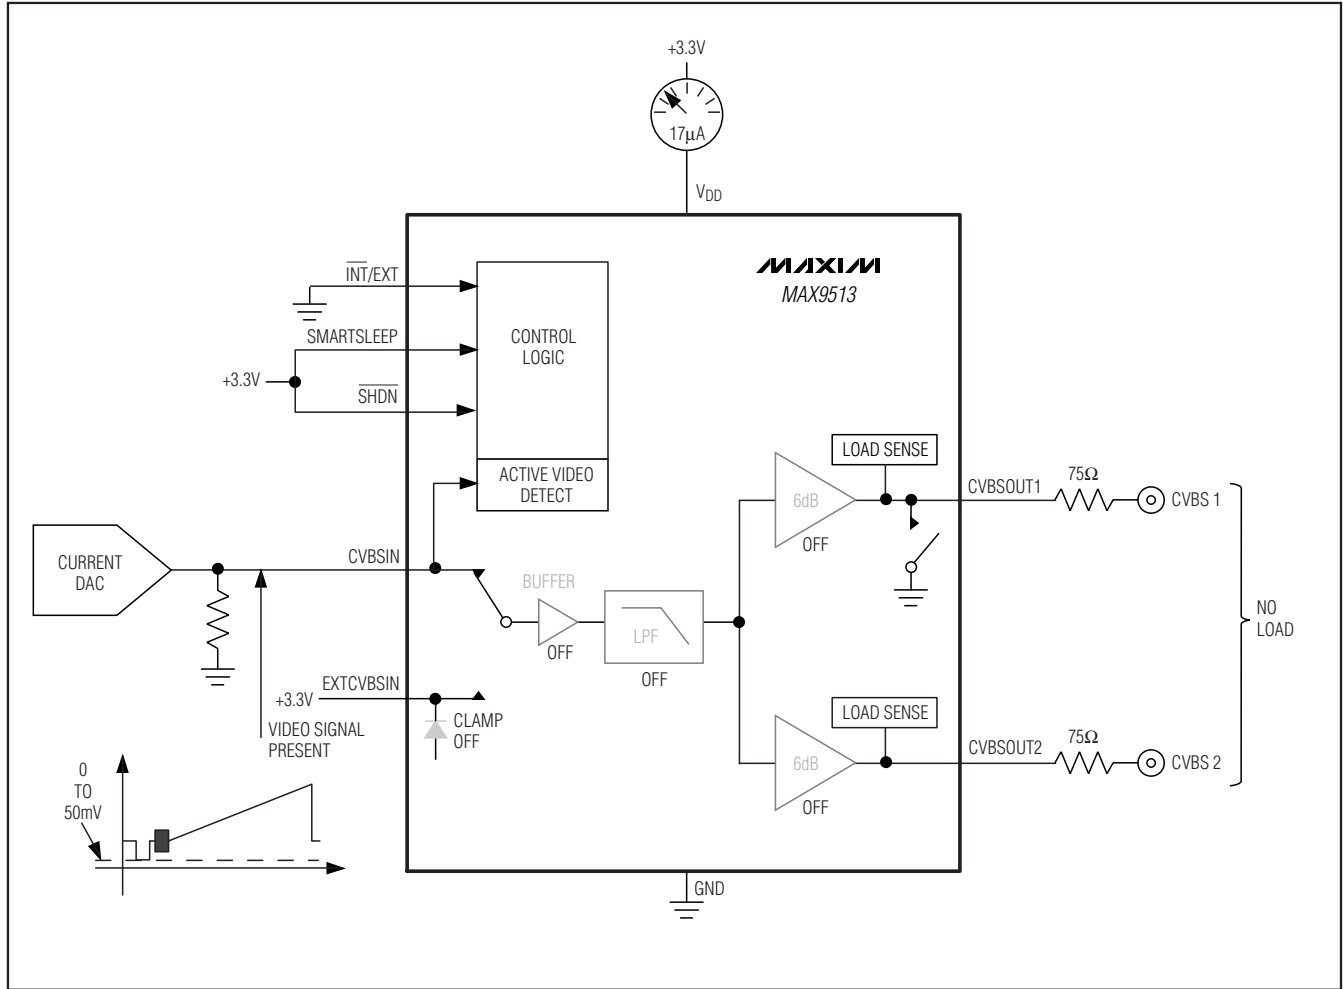 +3.3V
17µA
VDD
MAXIM
MAX9513
INT/EXT
SMARTSLEEP
+3.3V
SHDN
CONTROL
LOGIC
ACTIVE VIDEO
DETECT
LOAD SENSE
6dB
OFF
CVBSOUT1
75Ω
CVBS 1
CURRENT
DAC
CVBSIN
BUFFER
OFF
LPF
OFF
NO
LOAD
+3.3V
EXTCVBSIN
CLAMP
OFF
VIDEO SIGNAL
PRESENT
LOAD SENSE
6dB
OFF
CVBSOUT2
75Ω
CVBS 2
0
TO
50mV
GND